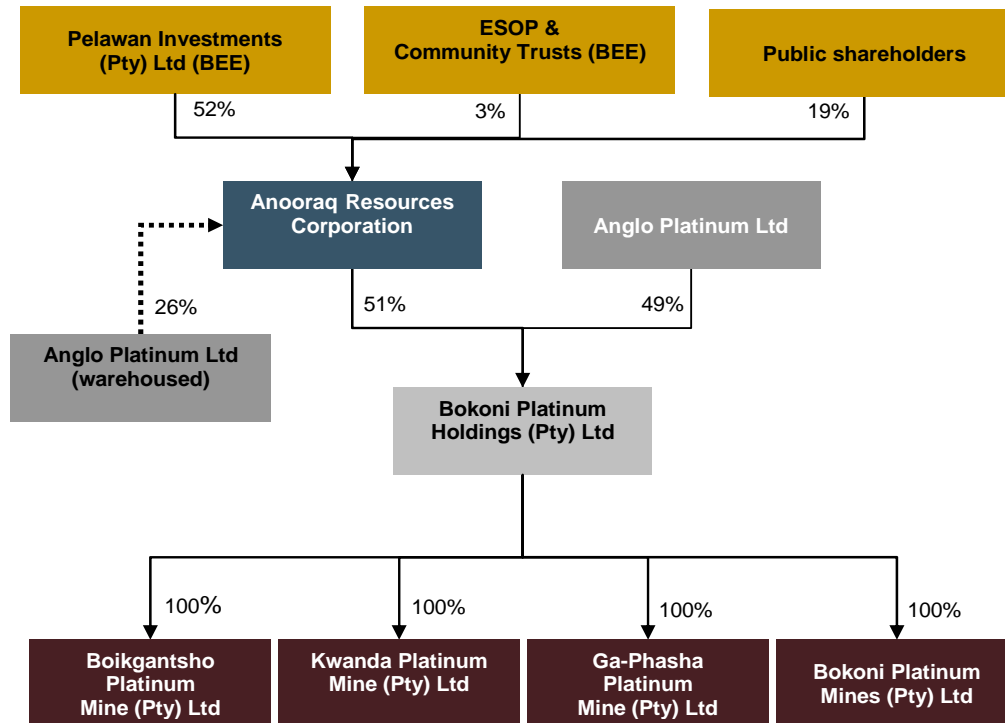 Pelawan Investments
(Pty) Ltd (BEE)
ESOP &
Community Trusts (BEE)
Public shareholders
52%
3%
19%
Anooraq Resources
Corporation
Anglo Platinum Ltd
26%
51%
49%
Anglo Platinum Ltd
(warehoused)
Bokoni Platinum
Holdings (Pty) Ltd
100%
100%
100%
100%
Boikgantsho
Platinum
Mine (Pty) Ltd
Kwanda Platinum
Mine (Pty) Ltd
Ga-Phasha
Platinum
Mine (Pty) Ltd
Bokoni Platinum
Mines (Pty) Ltd